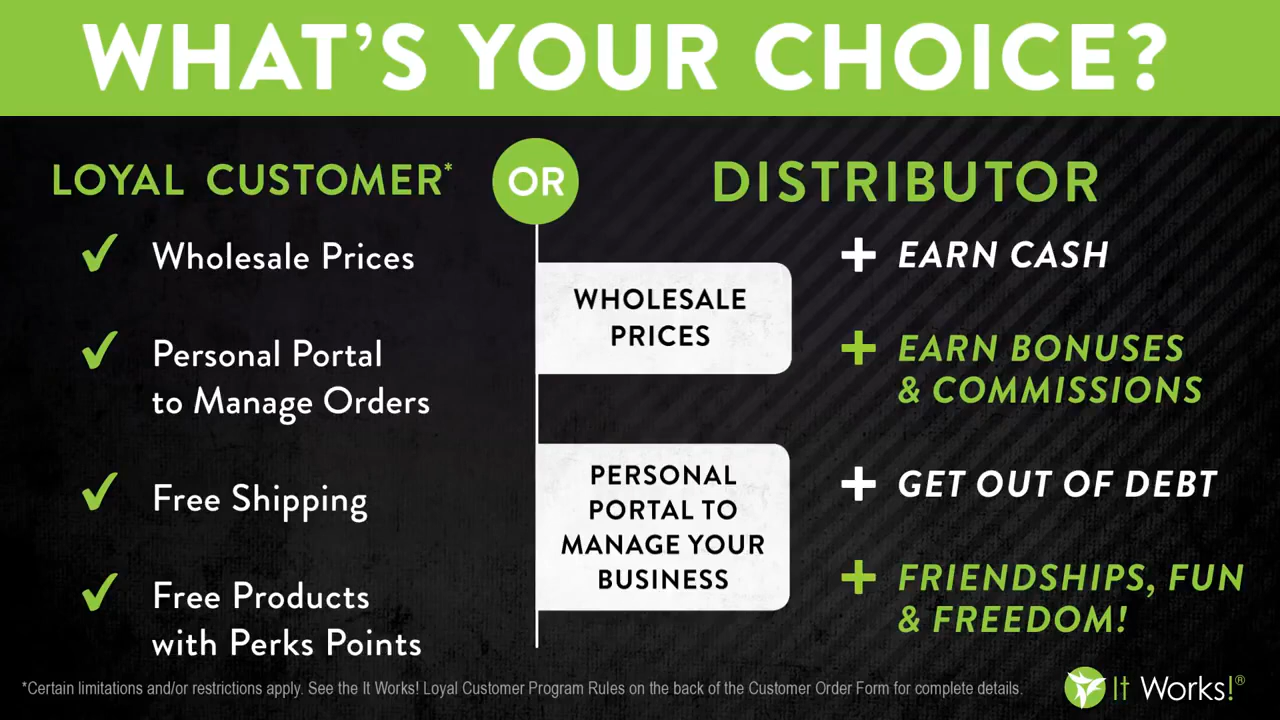 WHAT'S YOUR CHOICE?
LOYAL CUSTOMER*
✓ Wholesale Prices
✓ Personal Portal
to Manage Orders
✓ Free Shipping
✓ Free Products
with Perks Points
OR
WHOLESALE
PRICES
PERSONAL
PORTAL TO
MANAGE YOUR
BUSINESS
DISTRIBUTOR
+ EARN CASH
+ EARN BONUSES
& COMMISSIONS
+ GET OUT OF DEBT
+ FRIENDSHIPS, FUN
& FREEDOM!
*Certain limitations and/or restrictions apply. See the It Works! Loyal Customer Program Rules on the back of the Customer Order Form for complete details.
It Works!®